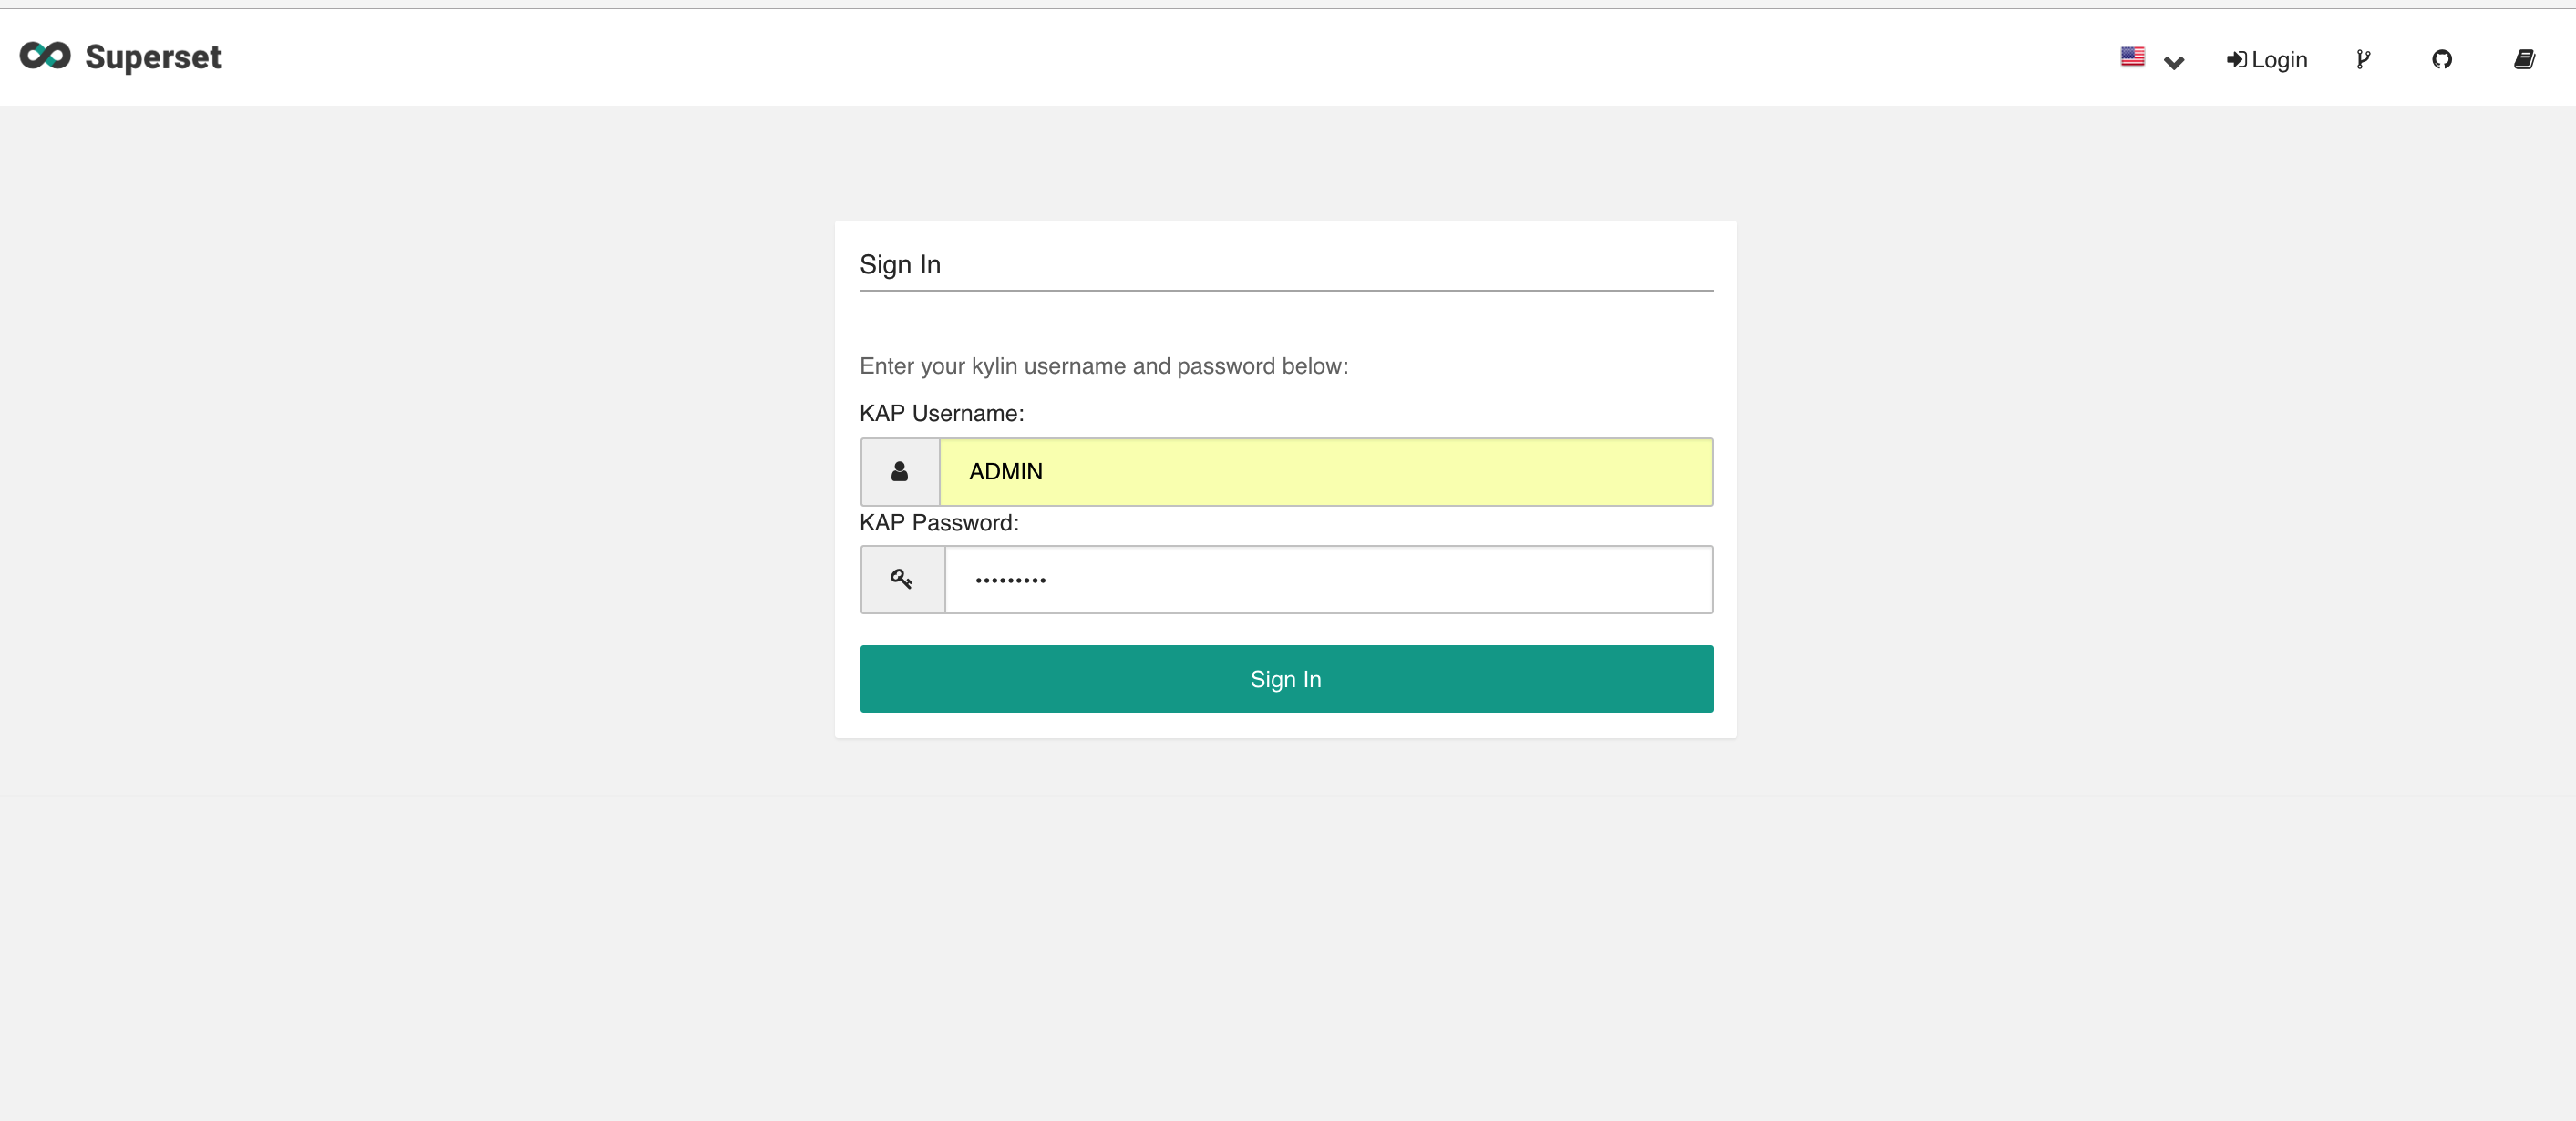 Superset
Login
Sign In
Enter your kylin username and password below:
KAP Username:
ADMIN
KAP Password:
•••••••••
Sign In